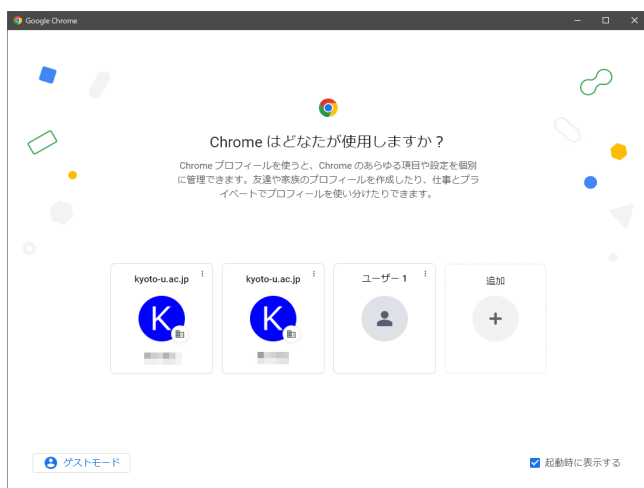 Google Chrome
Chrome はどなたが使用しますか？
Chrome プロフィールを使うと、Chrome のあらゆる項目や設定を個別
に管理できます。友達や家族のプロフィールを作成したり、仕事とプラ
イベートでプロフィールを使い分けたりできます。
kyoto-u.ac.jp
K
kyoto-u.ac.jp
K
ユーザー 1
追加
ゲストモード
起動時に表示する